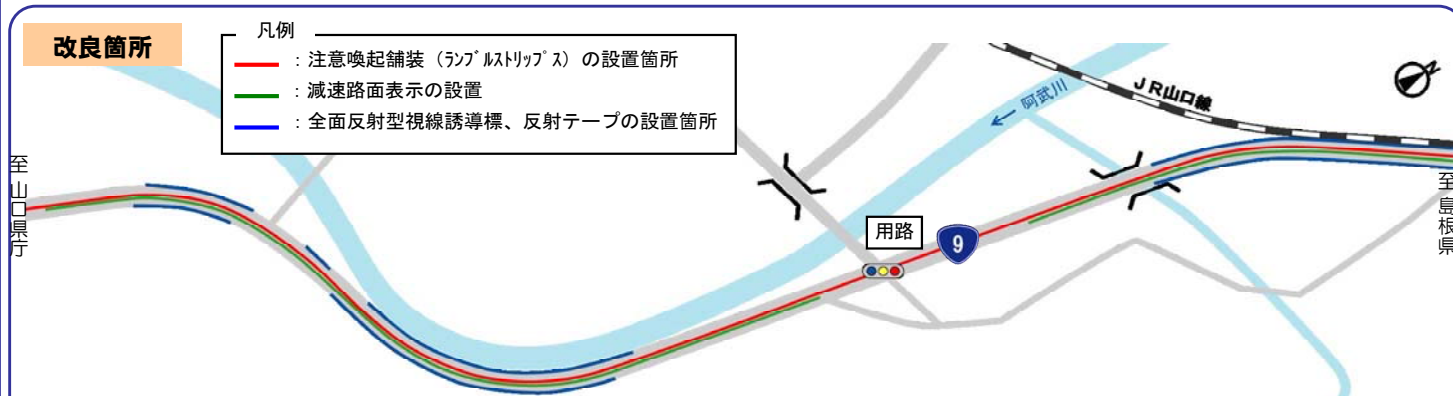 改良箇所
凡例
：注意喚起舗装（ﾗﾝﾌﾞﾙｽﾄﾘｯﾌﾟｽ）の設置箇所
：減速路面表示の設置
：全面反射型視線誘導標、反射テープの設置箇所
ＪＲ山口線
←阿武川
至 山口県庁
用路
9
至 島根県